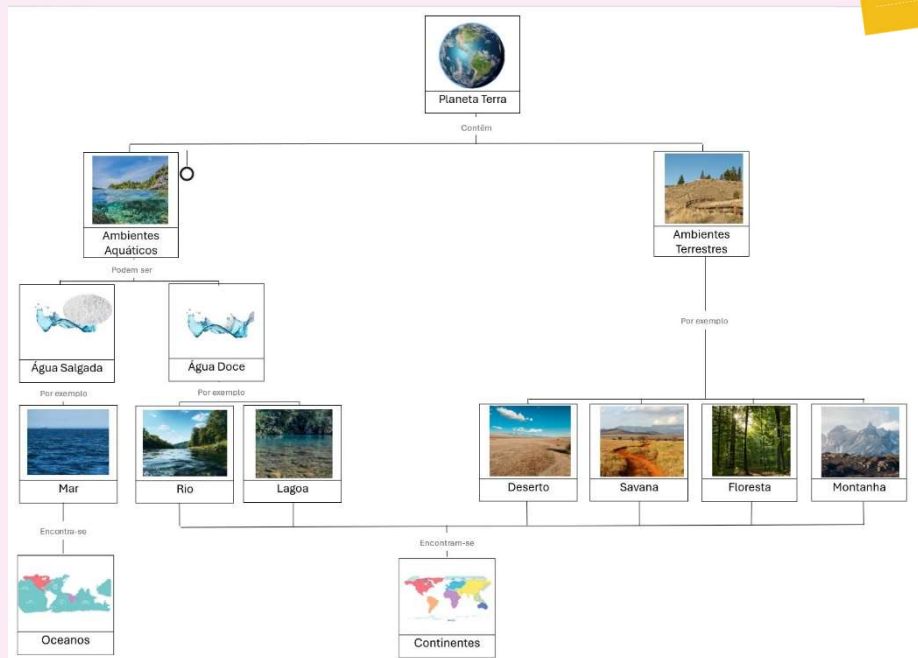 Planeta Terra
Contêm
Ambientes
Aquáticos
Ambientes
Terrestres
Podem ser
Por exemplo
Água Salgada
Água Doce
Por exemplo
Por exemplo
Mar
Rio
Lagoa
Deserto
Savana
Floresta
Montanha
Encontra-se
Encontram-se
Oceanos
Continentes